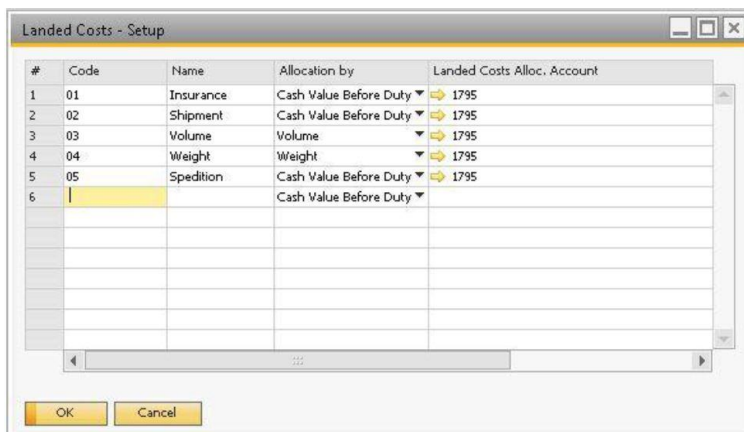 Landed Costs - Setup
# Code Name Allocation by Landed Costs Alloc. Account
1 01 Insurance Cash Value Before Duty 1795
2 02 Shipment Cash Value Before Duty 1795
3 03 Volume Volume 1795
4 04 Weight Weight 1795
5 05 Spedition Cash Value Before Duty 1795
6 Cash Value Before Duty
OK Cancel